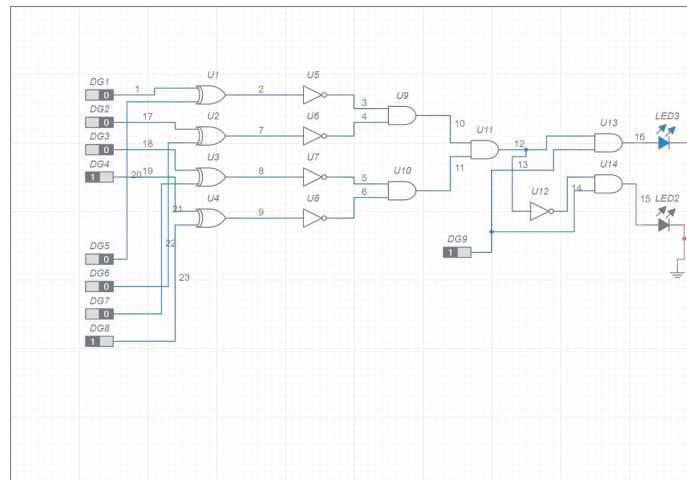 DG1
0
1
U1
2
U5
3
U9
DG2
0
17
U2
7
U6
4
10
U11
U13
16
LED3
DG3
0
18
U3
8
U7
5
U10
12
13
U14
DG4
1
20
19
21
U4
9
U8
6
11
U12
14
15
LED2
DG5
0
22
DG9
1
DG6
0
23
DG7
0
DG8
1